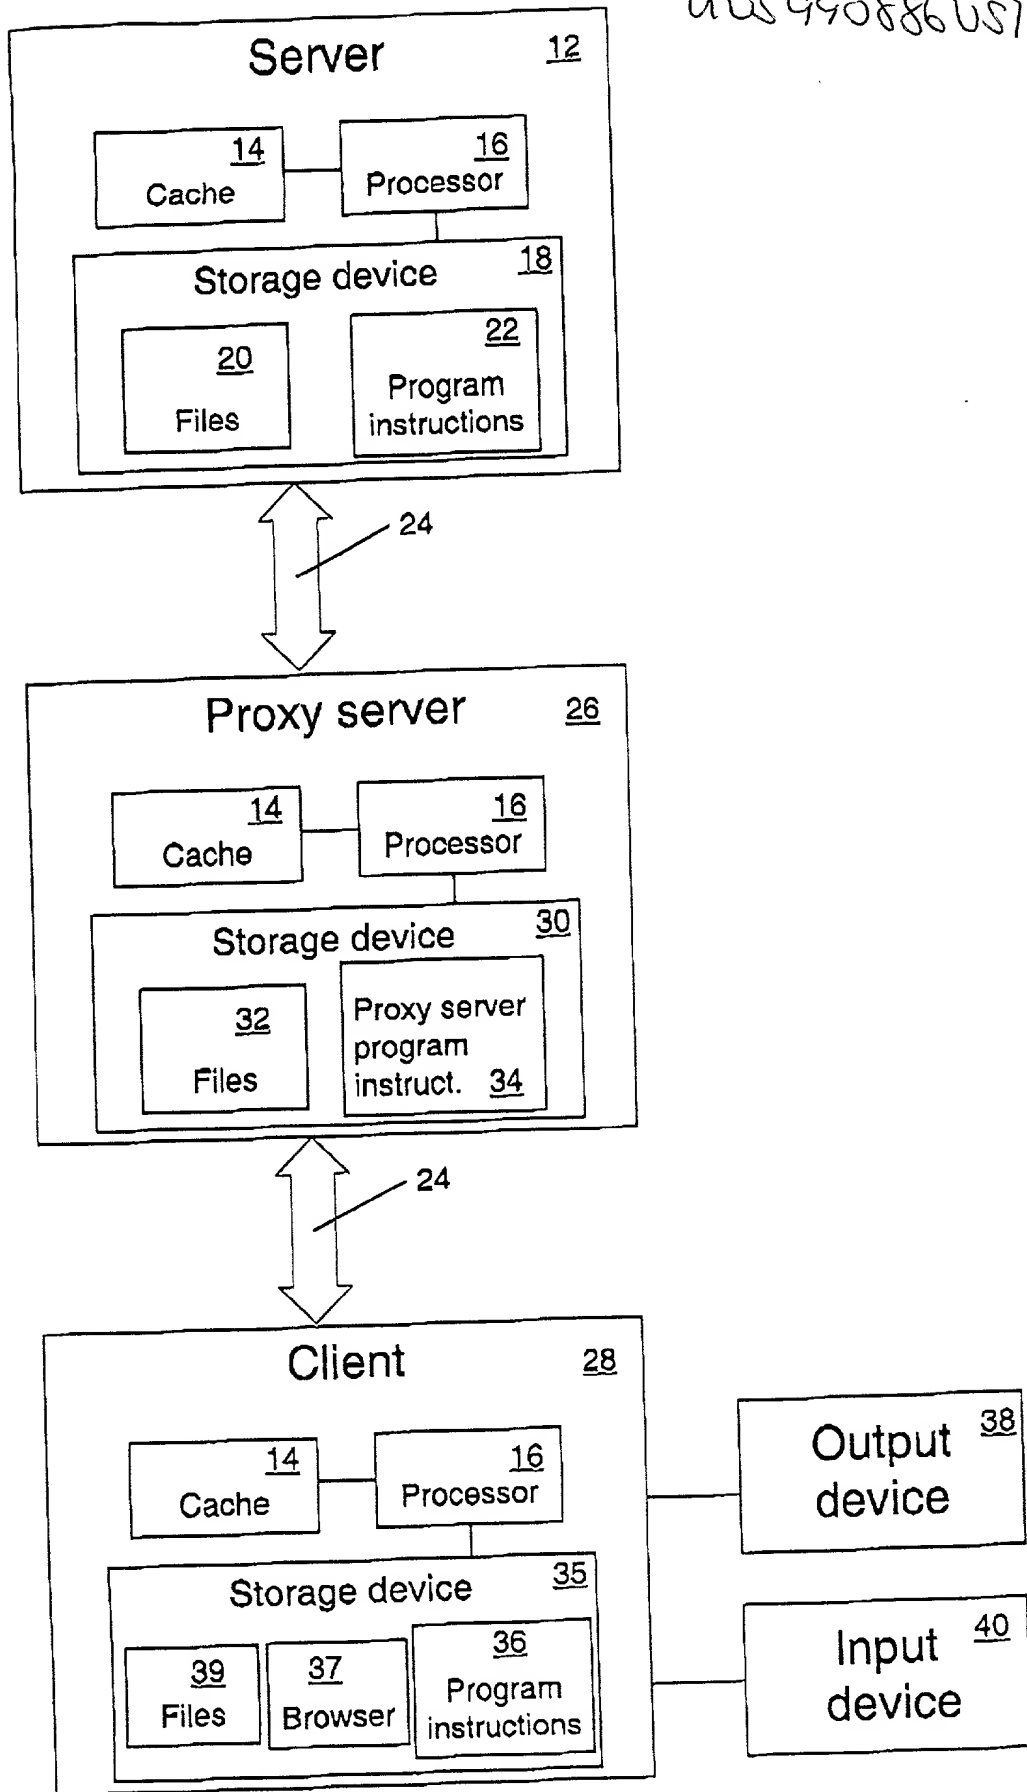 Server 12
14
Cache
16
Processor
Storage device 18
20
Files
22
Program
instructions
24
Proxy server 26
14
Cache
16
Processor
Storage device 30
32
Files
Proxy server
program
instruct. 34
24
Client 28
14
Cache
16
Processor
Storage device 35
39
Files
37
Browser
36
Program
instructions
Output 38
device
Input 40
device